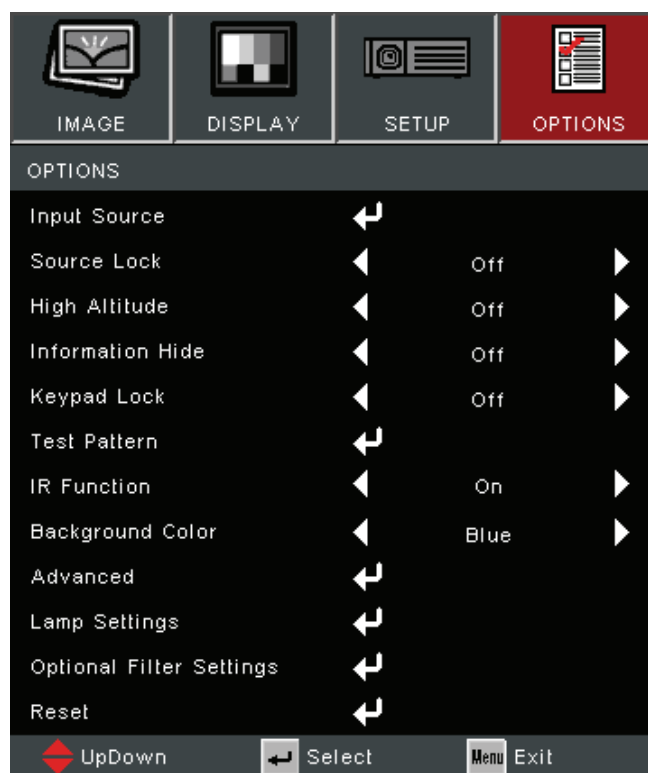 IMAGE DISPLAY SETUP OPTIONS
OPTIONS
Input Source
Source Lock Off
High Altitude Off
Information Hide Off
Keypad Lock Off
Test Pattern
IR Function On
Background Color Blue
Advanced
Lamp Settings
Optional Filter Settings
Reset
UpDown Select Menu Exit